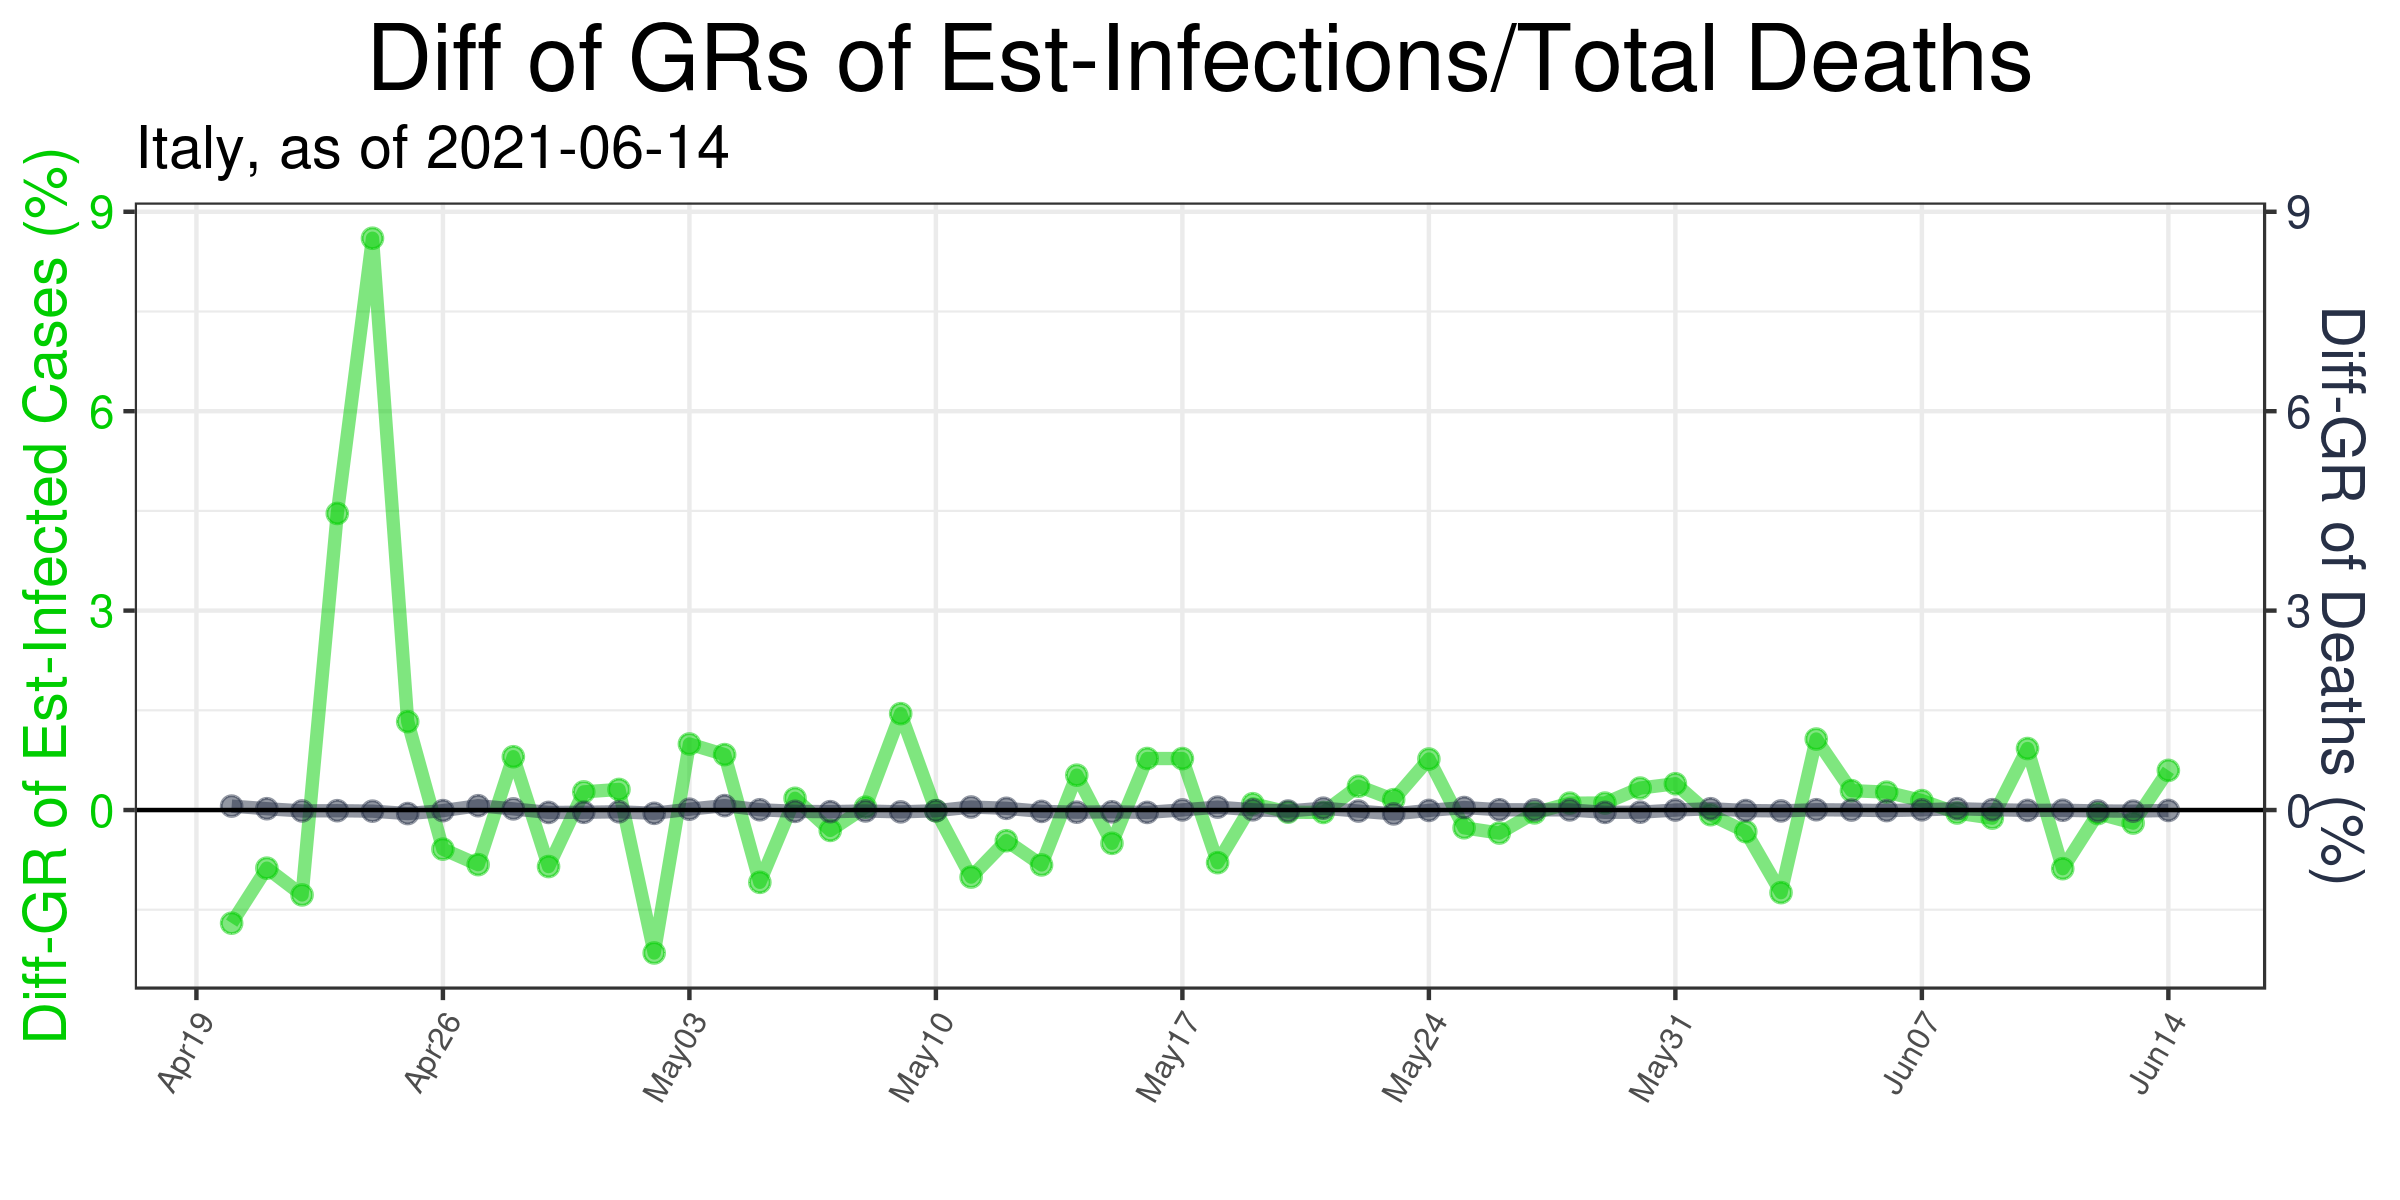 Diff of GRs of Est-Infections/Total Deaths
Italy, as of 2021-06-14
Diff-GR of Est-Infected Cases (%)
9
6
3
0
9
6
3
0
Diff-GR of Deaths (%)
Apr19
Apr26
May03
May10
May17
May24
May31
Jun07
Jun14